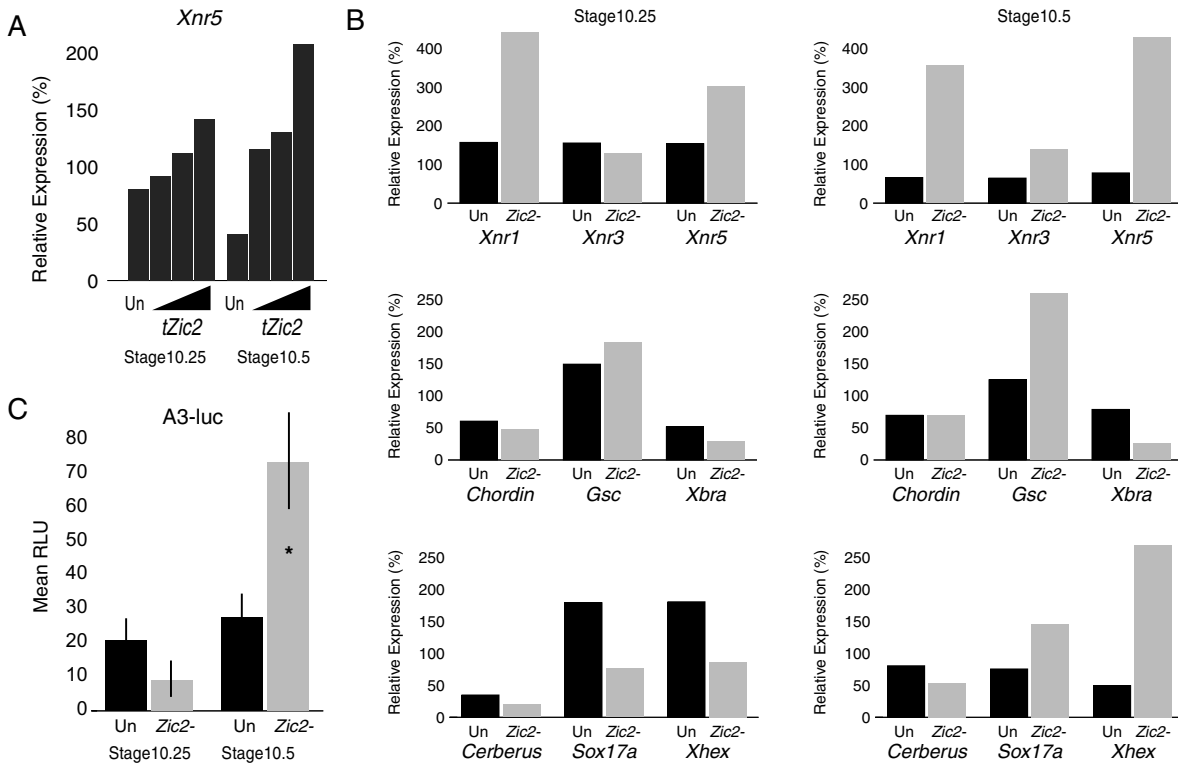 A
Xnr5
Relative Expression (%)
200
150
100
50
0
Un
Un
tZic2
tZic2
Stage10.25
Stage10.5
B
Stage10.25
Relative Expression (%)
400
300
200
100
0
Un Zic2- Un Zic2- Un Zic2-
Xnr1 Xnr3 Xnr5
Stage10.5
Relative Expression (%)
400
300
200
100
0
Un Zic2- Un Zic2- Un Zic2-
Xnr1 Xnr3 Xnr5
Relative Expression (%)
250
200
150
100
50
0
Un Zic2- Un Zic2- Un Zic2-
Chordin Gsc Xbra
Relative Expression (%)
250
200
150
100
50
0
Un Zic2- Un Zic2- Un Zic2-
Chordin Gsc Xbra
Relative Expression (%)
250
200
150
100
50
0
Un Zic2- Un Zic2- Un Zic2-
Cerberus Sox17a Xhex
Relative Expression (%)
250
200
150
100
50
0
Un Zic2- Un Zic2- Un Zic2-
Cerberus Sox17a Xhex
C
A3-luc
Mean RLU
80
70
60
50
40
30
20
10
0
*
Un Zic2- Un Zic2-
Stage10.25 Stage10.5